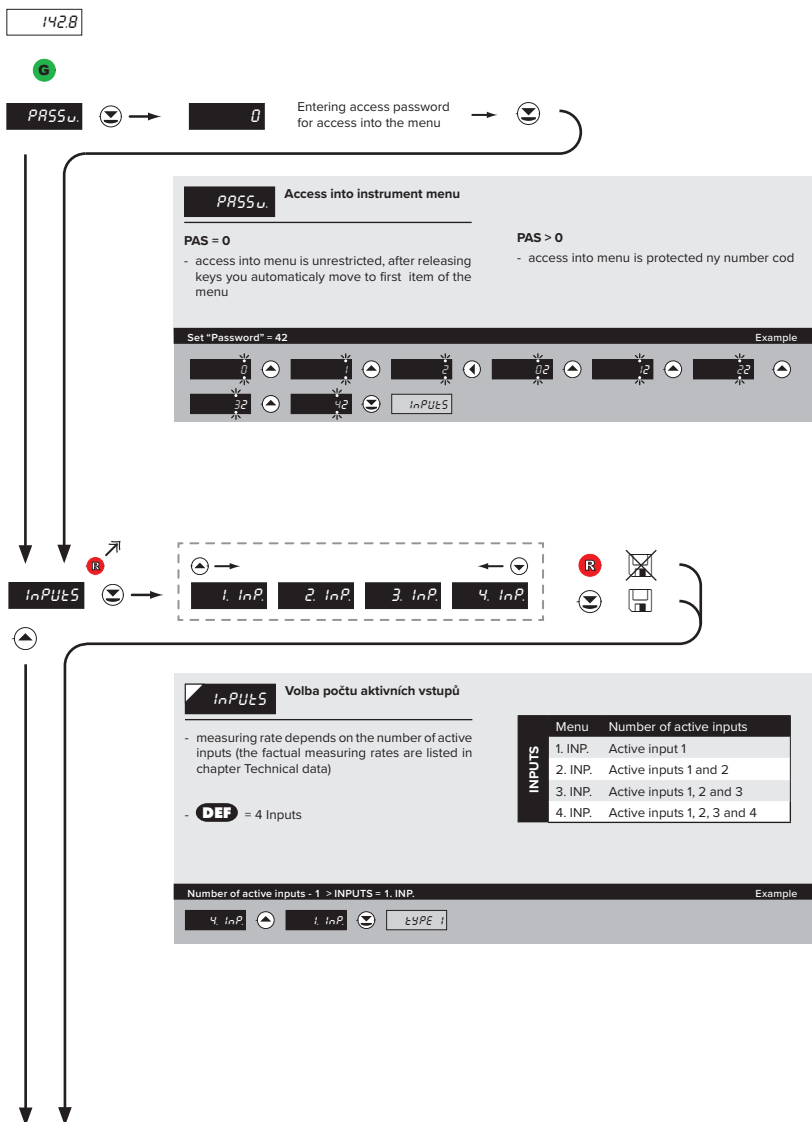 142.8
G
PASSw.
0
Entering access password
for access into the menu
PASSw.
Access into instrument menu
PAS = 0
- access into menu is unrestricted, after releasing
keys you automaticaly move to first item of the
menu
PAS > 0
- access into menu is protected ny number cod
Set “Password” = 42 Example
0 1 2 02 12 22
32 42 InPUtS
R
InPUtS
1. InP. 2. InP. 3. InP. 4. InP.
R
InPUtS
Volba počtu aktivních vstupů
- measuring rate depends on the number of active
inputs (the factual measuring rates are listed in
chapter Technical data)
- DEF = 4 Inputs
INPUTS
Menu Number of active inputs
1. INP. Active input 1
2. INP. Active inputs 1 and 2
3. INP. Active inputs 1, 2 and 3
4. INP. Active inputs 1, 2, 3 and 4
Number of active inputs - 1 > INPUTS = 1. INP. Example
4. InP. 1. InP. tYPE 1